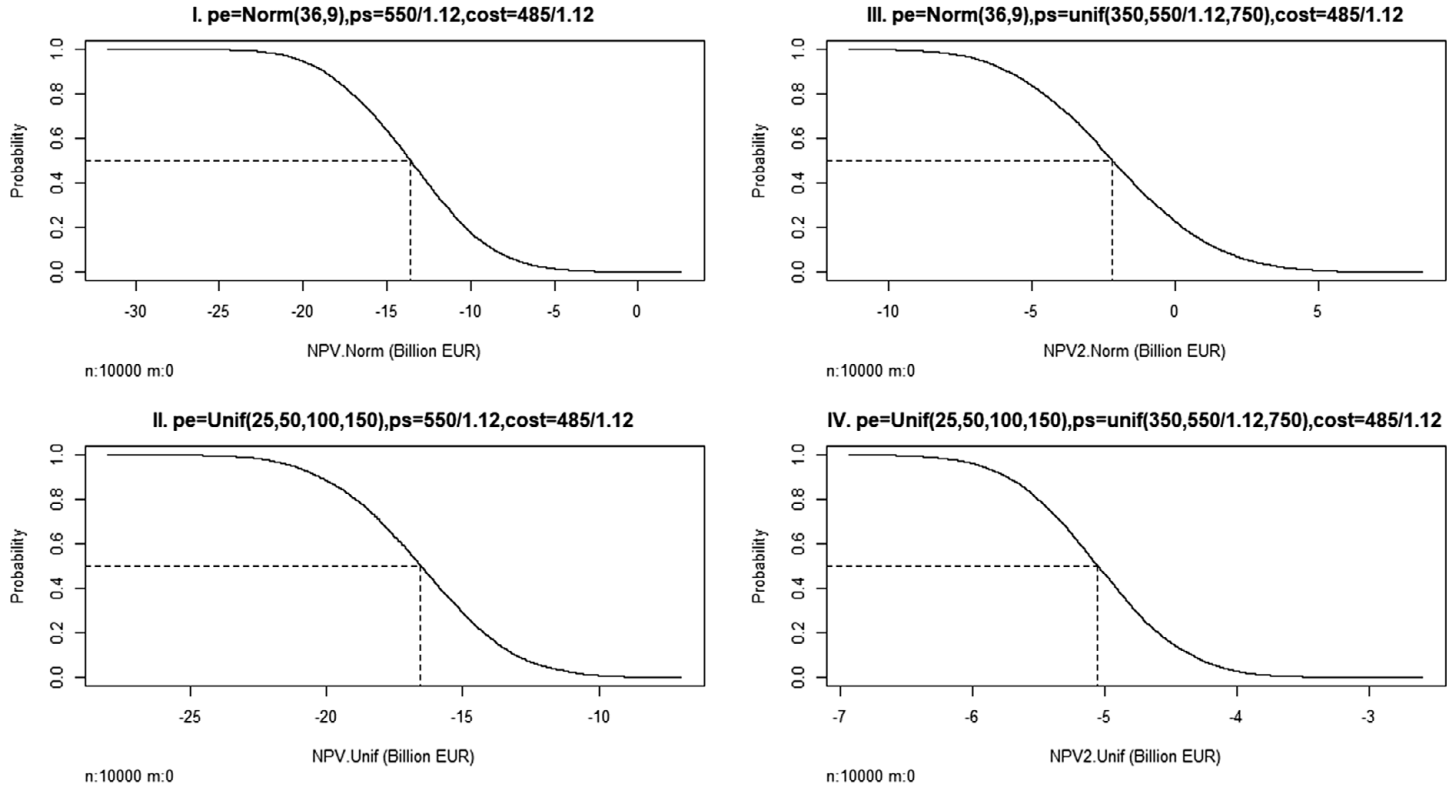 I. pe=Norm(36,9),ps=550/1.12,cost=485/1.12
Probability
1.0
0.8
0.6
0.4
0.2
0.0
-30 -25 -20 -15 -10 -5 0
NPV.Norm (Billion EUR)
n:10000 m:0
III. pe=Norm(36,9),ps=unif(350,550/1.12,750),cost=485/1.12
Probability
1.0
0.8
0.6
0.4
0.2
0.0
-10 -5 0 5
NPV2.Norm (Billion EUR)
n:10000 m:0
II. pe=Unif(25,50,100,150),ps=550/1.12,cost=485/1.12
Probability
1.0
0.8
0.6
0.4
0.2
0.0
-25 -20 -15 -10
NPV.Unif (Billion EUR)
n:10000 m:0
IV. pe=Unif(25,50,100,150),ps=unif(350,550/1.12,750),cost=485/1.12
Probability
1.0
0.8
0.6
0.4
0.2
0.0
-7 -6 -5 -4 -3
NPV2.Unif (Billion EUR)
n:10000 m:0